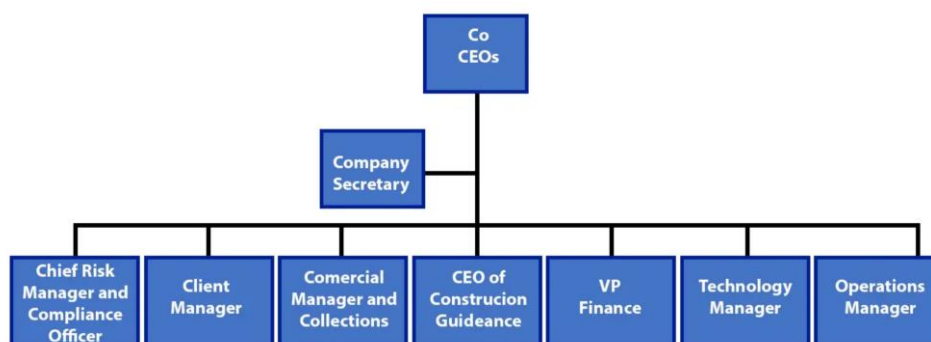 Co
CEOs
Company
Secretary
Chief Risk
Manager and
Compliance
Officer
Client
Manager
Comercial
Manager and
Collections
CEO of
Construcion
Guideance
VP
Finance
Technology
Manager
Operations
Manager